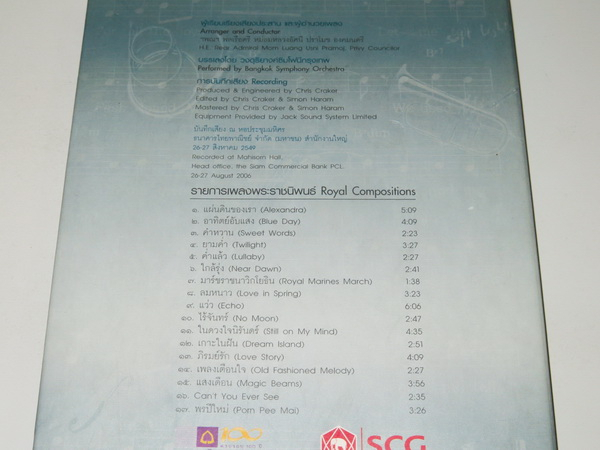 ผู้เรียบเรียงเสียงประสาน และผู้อำนวยเพลง
Arranger and Conductor
H.E. Rear Admiral Mom Luang Usni Pramoj, Privy Councilor
บรรเลงโดย วงดุริยางค์ซิมโฟนีกรุงเทพ
Performed by Bangkok Symphony Orchestra
การบันทึกเสียง Recording
Produced & Engineered by Chris Craker
Edited by Chris Craker & Simon Haram
Mastered by Chris Craker & Simon Haram
Equipment Provided by Jack Sound System Limited
บันทึกเสียง ณ หอประชุมมหิศร
ธนาคารไทยพาณิชย์ จำกัด (มหาชน) สำนักงานใหญ่
26-27 สิงหาคม 2549
Recorded at Mahisorn Hall,
Head office, the Siam Commercial Bank PCL.
26-27 August 2006
รายการเพลงพระราชนิพนธ์ Royal Compositions
๑. แผ่นดินของเรา (Alexandra) 5:09
๒. อาทิตย์อับแสง (Blue Day) 4:09
๓. คำหวาน (Sweet Words) 2:23
๔. ยามค่ำ (Twilight) 3:27
๕. ค่ำแล้ว (Lullaby) 2:27
๖. ใกล้รุ่ง (Near Dawn) 2:41
๗. มาร์ชราชนาวิกโยธิน (Royal Marines March) 1:38
๘. ลมหนาว (Love in Spring) 3:23
๙. แว่ว (Echo) 6:06
๑๐. ไร้จันทร์ (No Moon) 2:47
๑๑. ในดวงใจนิรันดร์ (Still on My Mind) 4:35
๑๒. เกาะในฝัน (Dream Island) 2:51
๑๓. ภิรมย์รัก (Love Story) 4:09
๑๔. เพลงเตือนใจ (Old Fashioned Melody) 2:27
๑๕. แสงเดือน (Magic Beams) 3:56
๑๖. Can't You Ever See 2:35
๑๗. พรปีใหม่ (Porn Pee Mai) 3:26
SCG